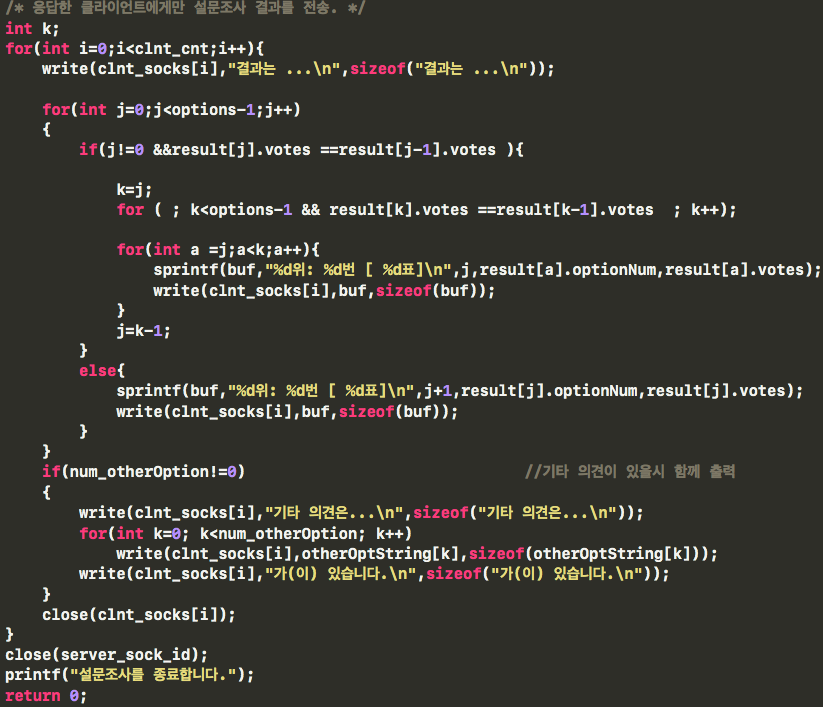 /* 응답한 클라이언트에게만 설문조사 결과를 전송. */
int k;
for(int i=0;i<clnt_cnt;i++){
    write(clnt_socks[i],"결과는 ...\n",sizeof("결과는 ...\n"));

    for(int j=0;j<options-1;j++)
    {
        if(j!=0 &&result[j].votes ==result[j-1].votes ){

            k=j;
            for ( ; k<options-1 && result[k].votes ==result[k-1].votes  ; k++);

            for(int a =j;a<k;a++){
                sprintf(buf,"%d위: %d번 [ %d표]\n",j,result[a].optionNum,result[a].votes);
                write(clnt_socks[i],buf,sizeof(buf));
            }
            j=k-1;
        }
        else{
            sprintf(buf,"%d위: %d번 [ %d표]\n",j+1,result[j].optionNum,result[j].votes);
            write(clnt_socks[i],buf,sizeof(buf));
        }
    }
    if(num_otherOption!=0)                              //기타 의견이 있을시 함께 출력
    {
        write(clnt_socks[i],"기타 의견은...\n",sizeof("기타 의견은...\n"));
        for(int k=0; k<num_otherOption; k++)
            write(clnt_socks[i],otherOptString[k],sizeof(otherOptString[k]));
        write(clnt_socks[i],"가(이) 있습니다.\n",sizeof("가(이) 있습니다.\n"));
    }
    close(clnt_socks[i]);
}
close(server_sock_id);
printf("설문조사를 종료합니다.");
return 0;